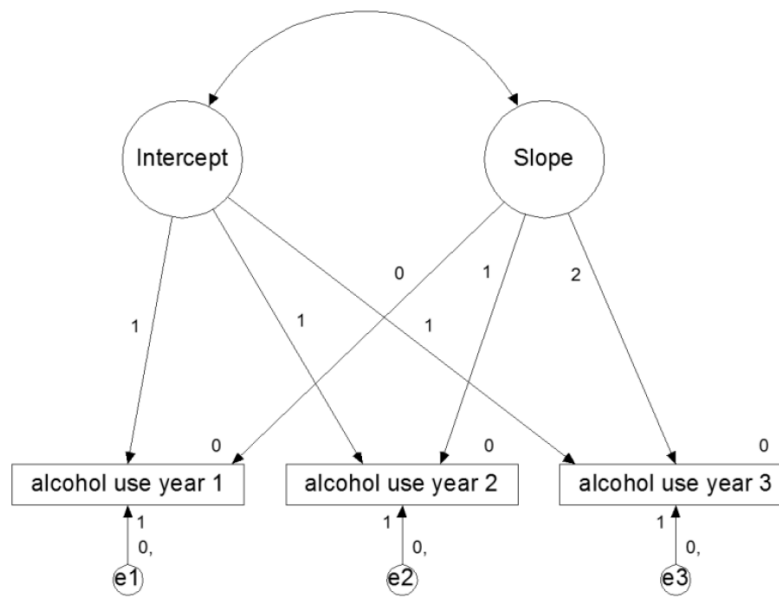 Intercept
Slope
0
1
2
1
1
1
0
0
0
alcohol use year 1
alcohol use year 2
alcohol use year 3
1
1
1
0,
0,
0,
e1
e2
e3